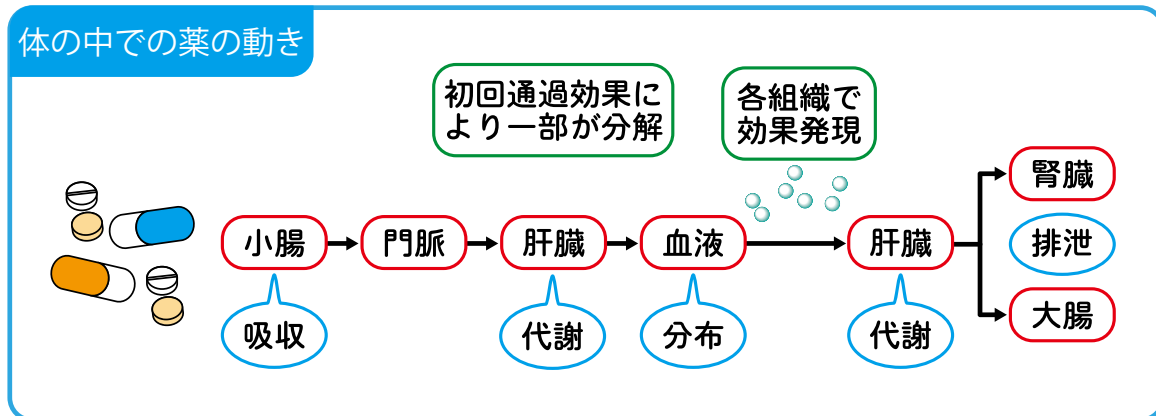 体の中での薬の動き
初回通過効果に
より一部が分解
各組織で
効果発現
小腸
門脈
肝臓
血液
肝臓
腎臓
排泄
大腸
吸収
代謝
分布
代謝